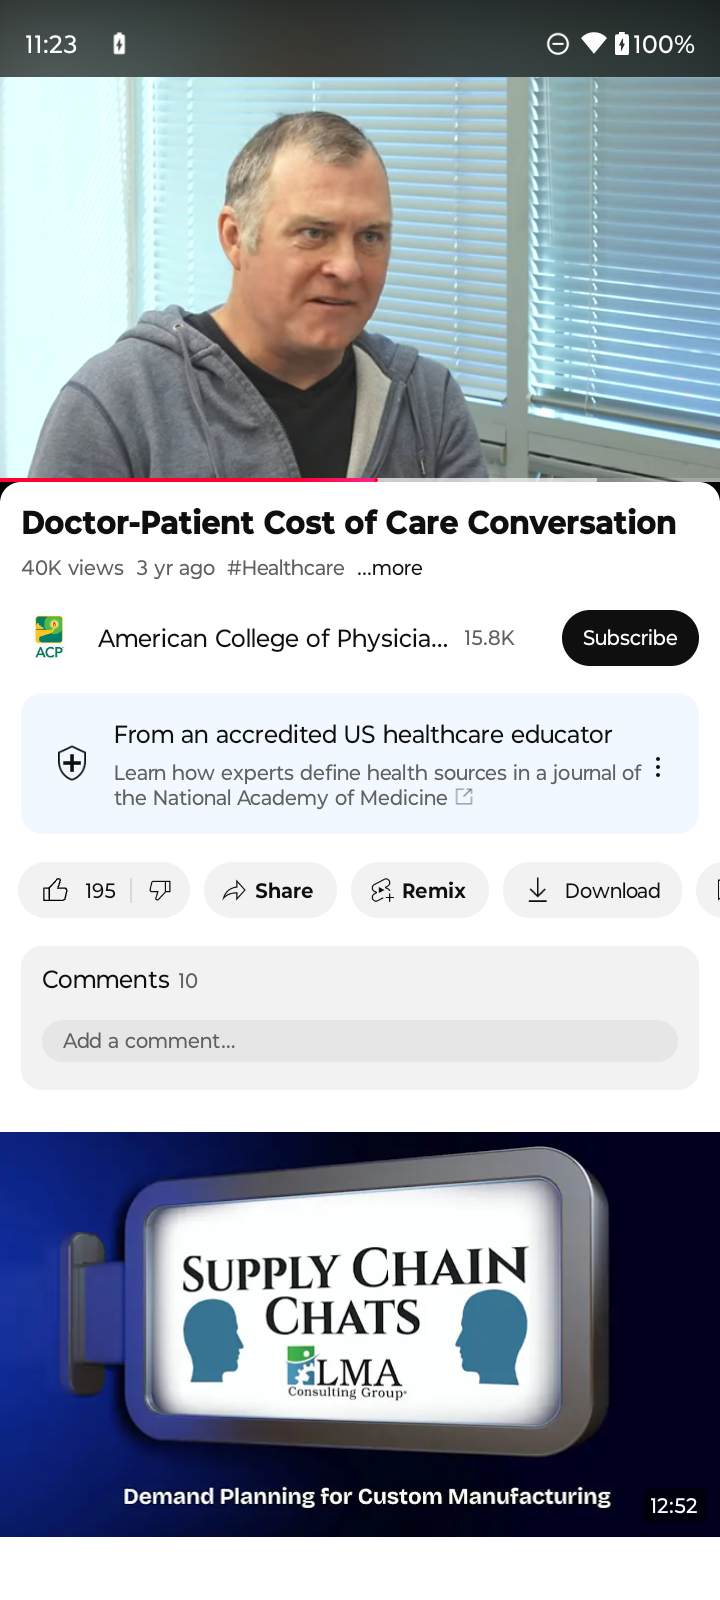 11:23
100%
Doctor-Patient Cost of Care Conversation
40K views 3 yr ago #Healthcare ...more
ACP
American College of Physicia... 15.8K
Subscribe
From an accredited US healthcare educator
Learn how experts define health sources in a journal of
the National Academy of Medicine
195
Share
Remix
Download
Comments 10
Add a comment...
SUPPLY CHAIN
CHATS
LMA
Consulting Group
Demand Planning for Custom Manufacturing
12:52